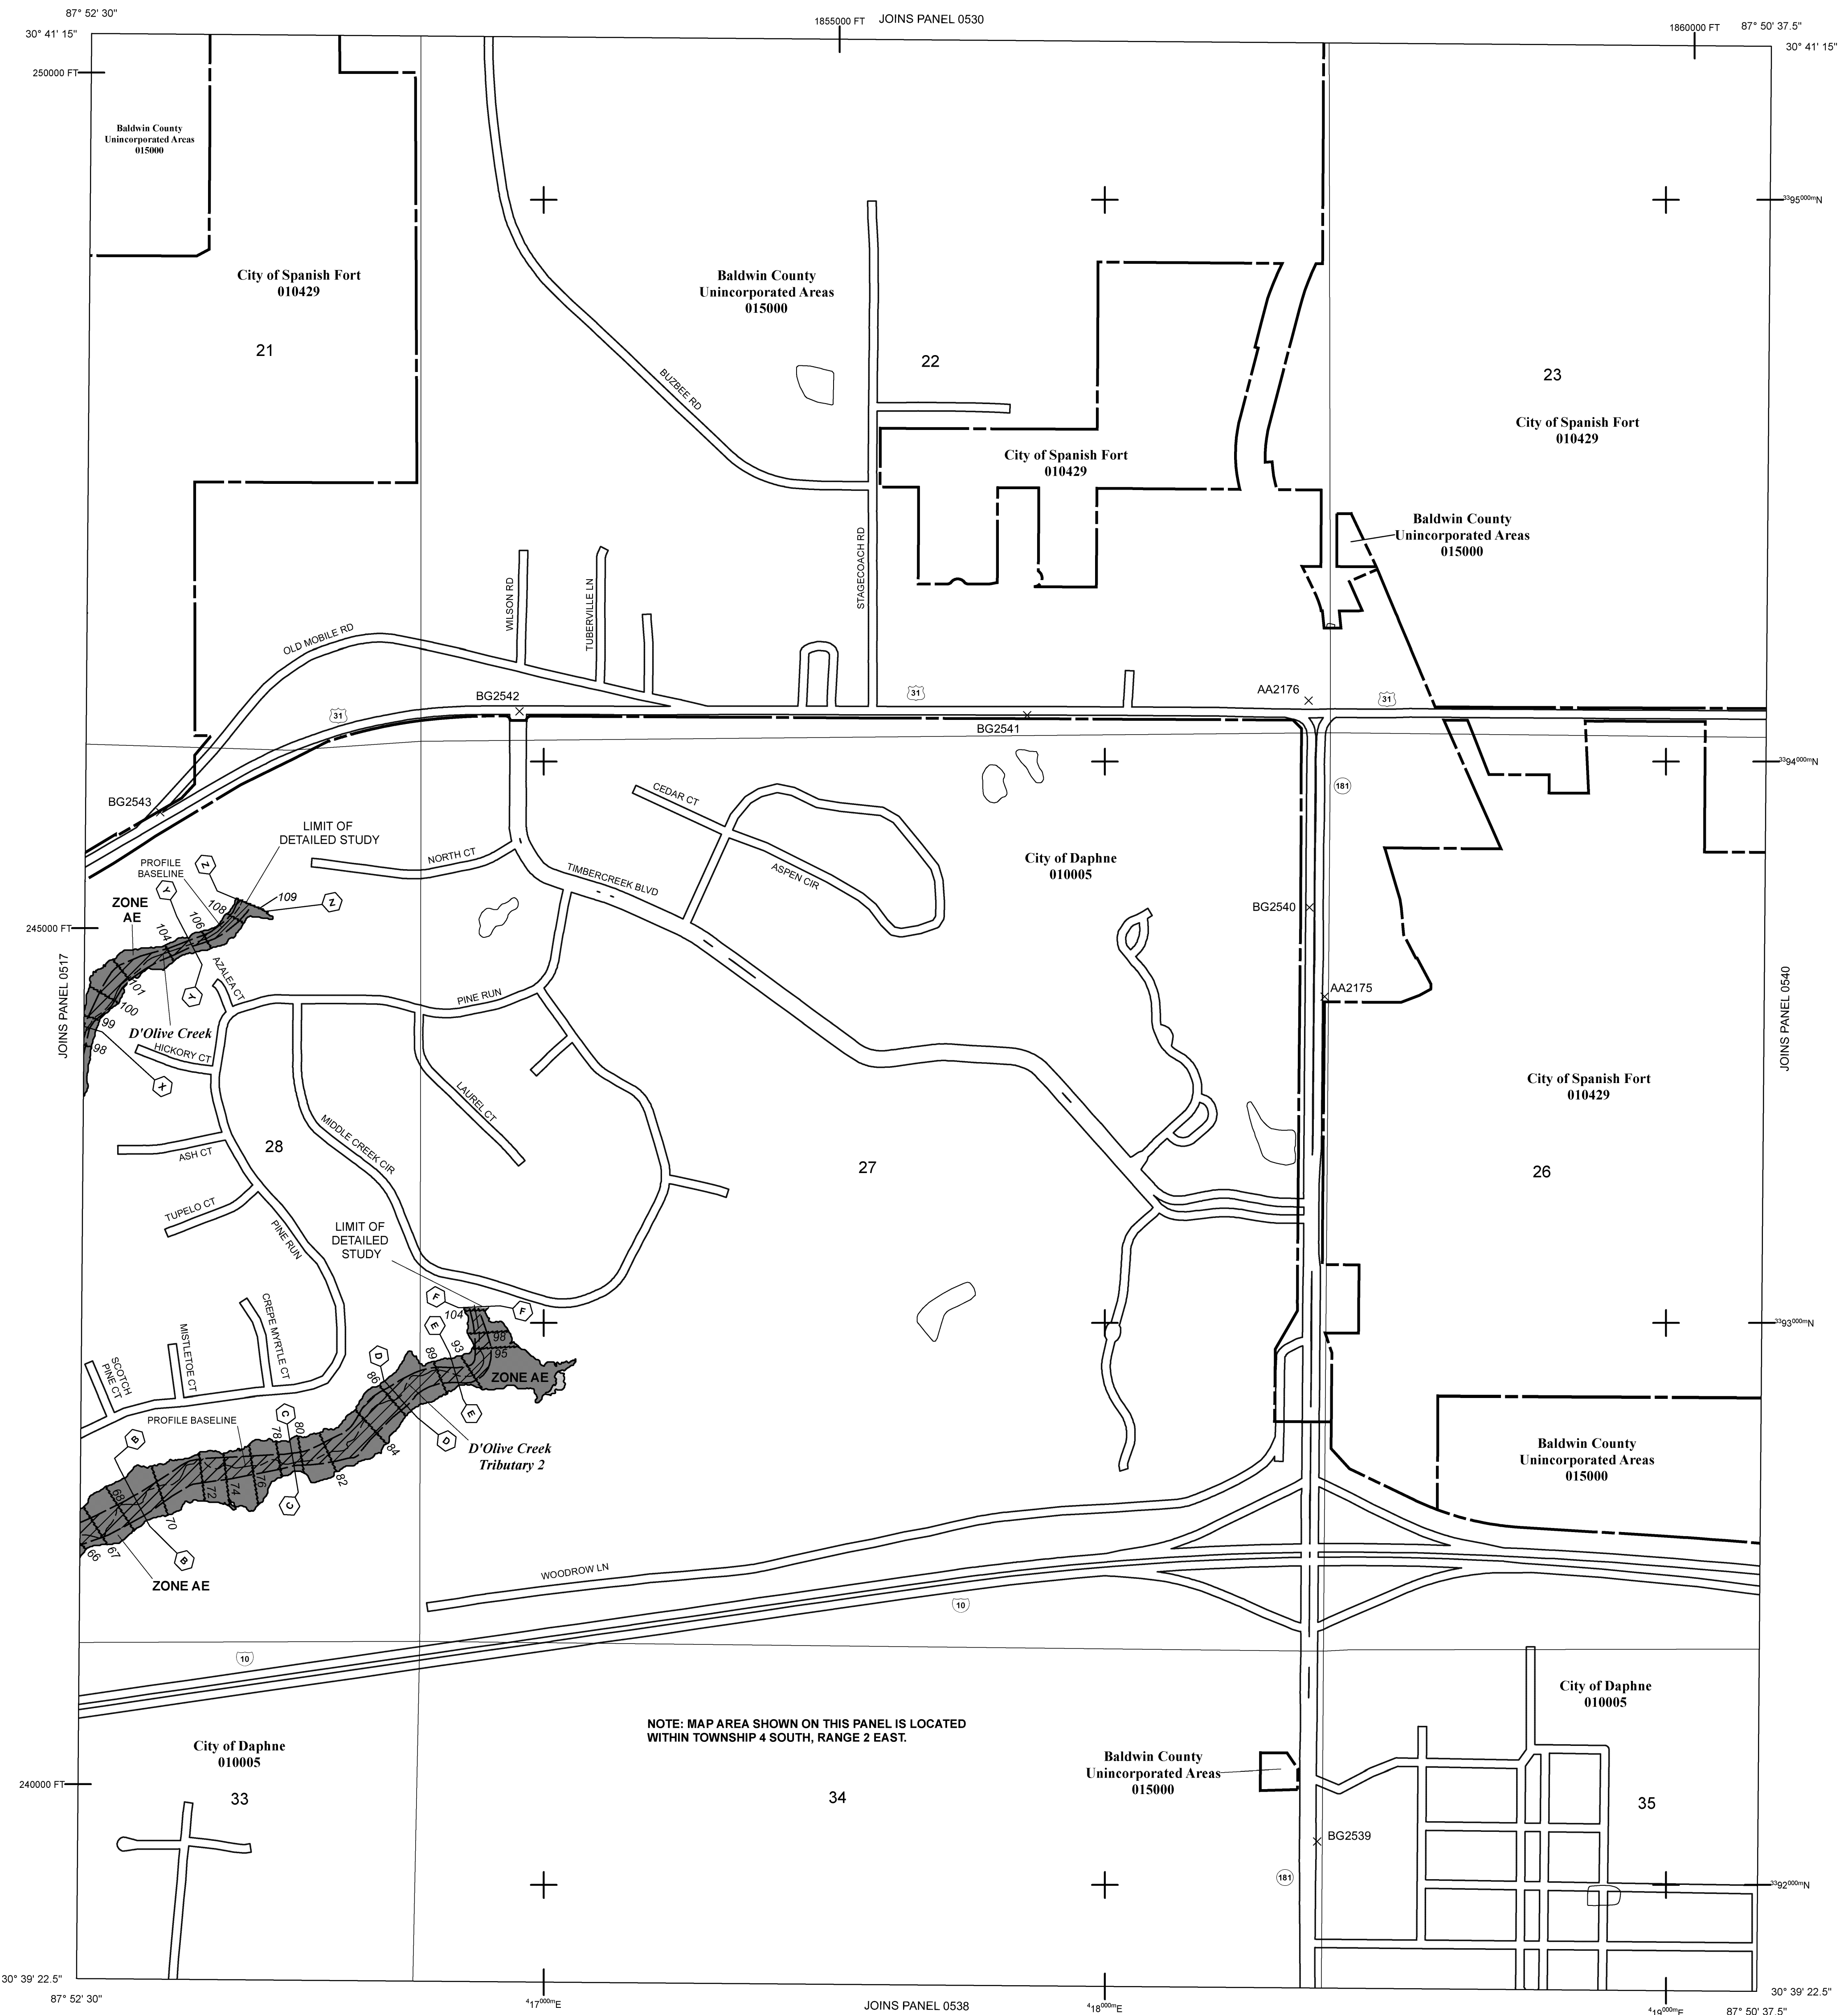 87° 52' 30"
1855000 FT
JOINS PANEL 0530
1860000 FT
87° 50' 37.5"
30° 41' 15"
30° 41' 15"
250000 FT
Baldwin County
Unincorporated Areas
015000
3395000mN
City of Spanish Fort
010429
Baldwin County
Unincorporated Areas
015000
21
22
23
BUZBEE RD
City of Spanish Fort
010429
City of Spanish Fort
010429
Baldwin County
Unincorporated Areas
015000
STAGECOACH RD
WILSON RD
TUBERVILLE LN
OLD MOBILE RD
BG2542
31
31
AA2176
31
BG2541
3394000mN
181
BG2543
CEDAR CT
LIMIT OF
DETAILED STUDY
NORTH CT
TIMBERCREEK BLVD
ASPEN CIR
City of Daphne
010005
PROFILE
BASELINE
Z
Y
109
Z
108
106
104
ZONE
AE
BG2540
245000 FT
JOINS PANEL 0517
101
100
99
98
Y
AZALEA CT
PINE RUN
AA2175
JOINS PANEL 0540
D'Olive Creek
HICKORY CT
X
LAUREL CT
MIDDLE CREEK CIR
City of Spanish Fort
010429
28
27
26
ASH CT
TUPELO CT
PINE RUN
LIMIT OF
DETAILED
STUDY
F
F
104
E
98
95
93
89
3393000mN
CREPE MYRTLE CT
MISTLETOE CT
SCOTCH
PINE CT
D
86
ZONE AE
E
D
84
PROFILE BASELINE
C
80
78
D'Olive Creek
Tributary 2
B
82
76
74
72
C
68
70
67
66
B
ZONE AE
Baldwin County
Unincorporated Areas
015000
WOODROW LN
10
10
City of Daphne
010005
NOTE: MAP AREA SHOWN ON THIS PANEL IS LOCATED
WITHIN TOWNSHIP 4 SOUTH, RANGE 2 EAST.
City of Daphne
010005
Baldwin County
Unincorporated Areas
015000
240000 FT
33
34
35
BG2539
181
3392000mN
30° 39' 22.5"
30° 39' 22.5"
87° 52' 30"
417000mE
JOINS PANEL 0538
418000mE
419000mE
87° 50' 37.5"